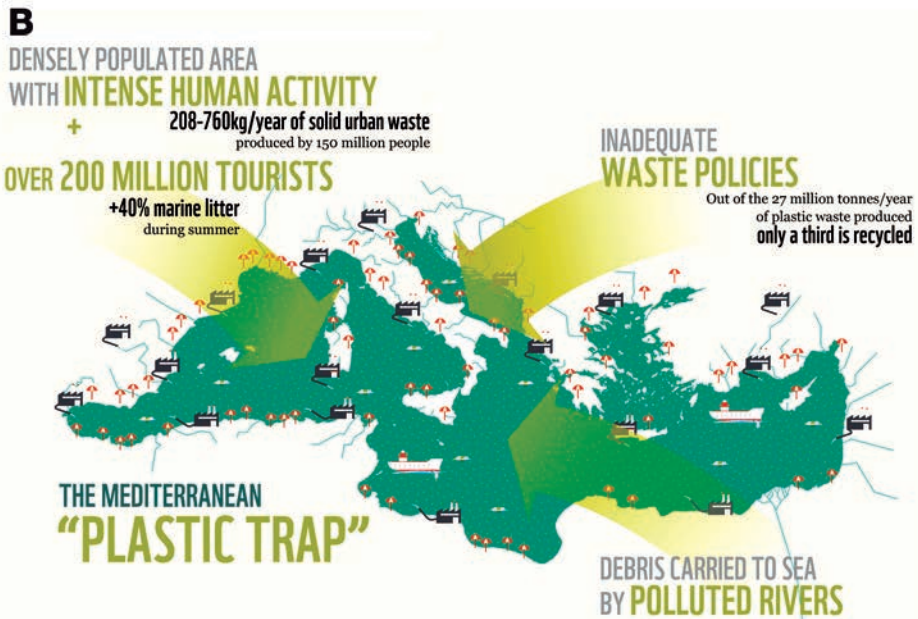 B
DENSELY POPULATED AREA
WITH INTENSE HUMAN ACTIVITY
+
208-760kg/year of solid urban waste
produced by 150 million people
OVER 200 MILLION TOURISTS
+40% marine litter
during summer
INADEQUATE
WASTE POLICIES
Out of the 27 million tonnes/year
of plastic waste produced
only a third is recycled
THE MEDITERRANEAN
“PLASTIC TRAP”
DEBRIS CARRIED TO SEA
BY POLLUTED RIVERS